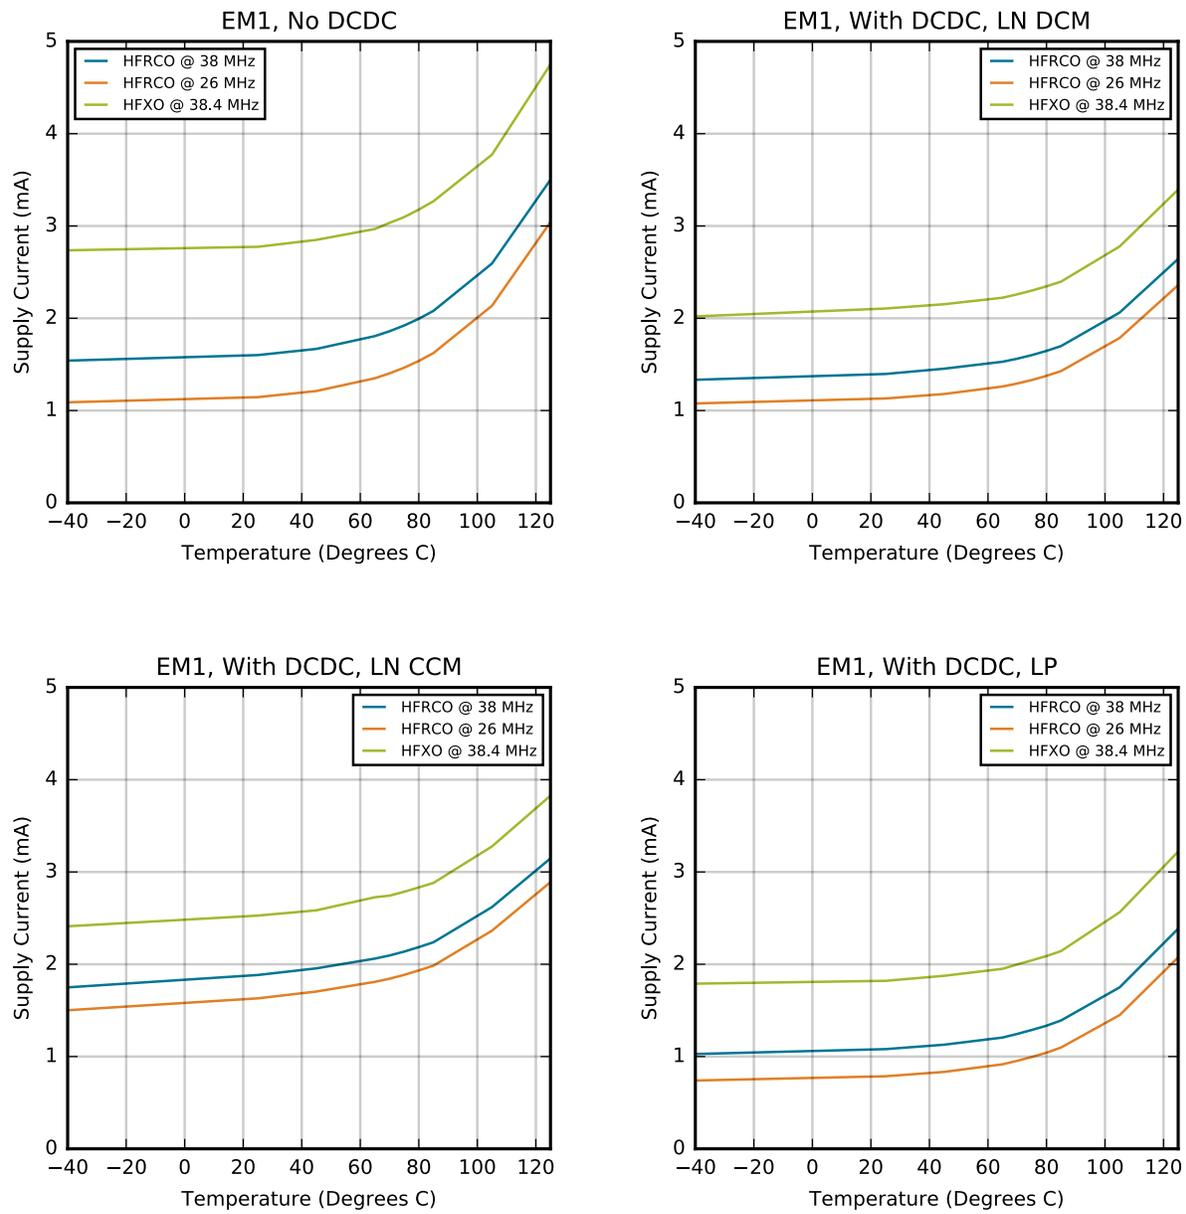 EM1, No DCDC
5
4
3
2
1
0
Supply Current (mA)
HFRCO @ 38 MHz
HFRCO @ 26 MHz
HFXO @ 38.4 MHz
−40 −20 0 20 40 60 80 100 120
Temperature (Degrees C)
EM1, With DCDC, LN DCM
5
4
3
2
1
0
Supply Current (mA)
HFRCO @ 38 MHz
HFRCO @ 26 MHz
HFXO @ 38.4 MHz
−40 −20 0 20 40 60 80 100 120
Temperature (Degrees C)
EM1, With DCDC, LN CCM
5
4
3
2
1
0
Supply Current (mA)
HFRCO @ 38 MHz
HFRCO @ 26 MHz
HFXO @ 38.4 MHz
−40 −20 0 20 40 60 80 100 120
Temperature (Degrees C)
EM1, With DCDC, LP
5
4
3
2
1
0
Supply Current (mA)
HFRCO @ 38 MHz
HFRCO @ 26 MHz
HFXO @ 38.4 MHz
−40 −20 0 20 40 60 80 100 120
Temperature (Degrees C)